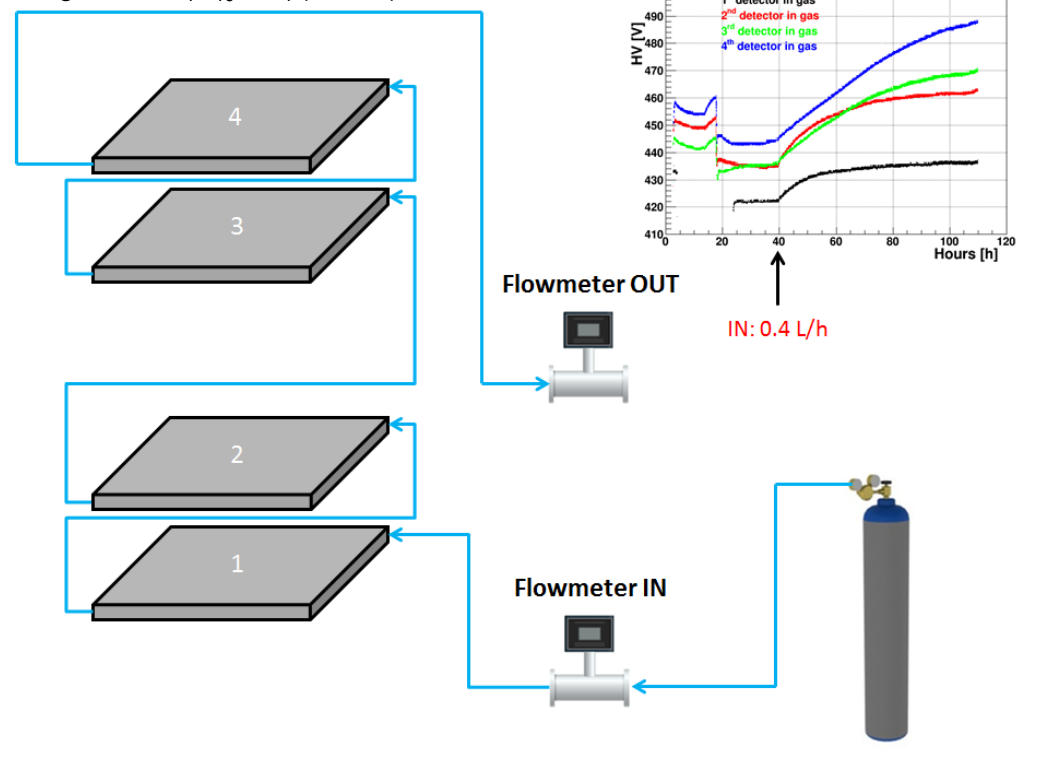 1st detector in gas
2nd detector in gas
3rd detector in gas
4th detector in gas
HV [V]
490
480
470
460
450
440
430
420
410
0 20 40 60 80 100 120
Hours [h]
IN: 0.4 L/h
4
3
Flowmeter OUT
2
1
Flowmeter IN